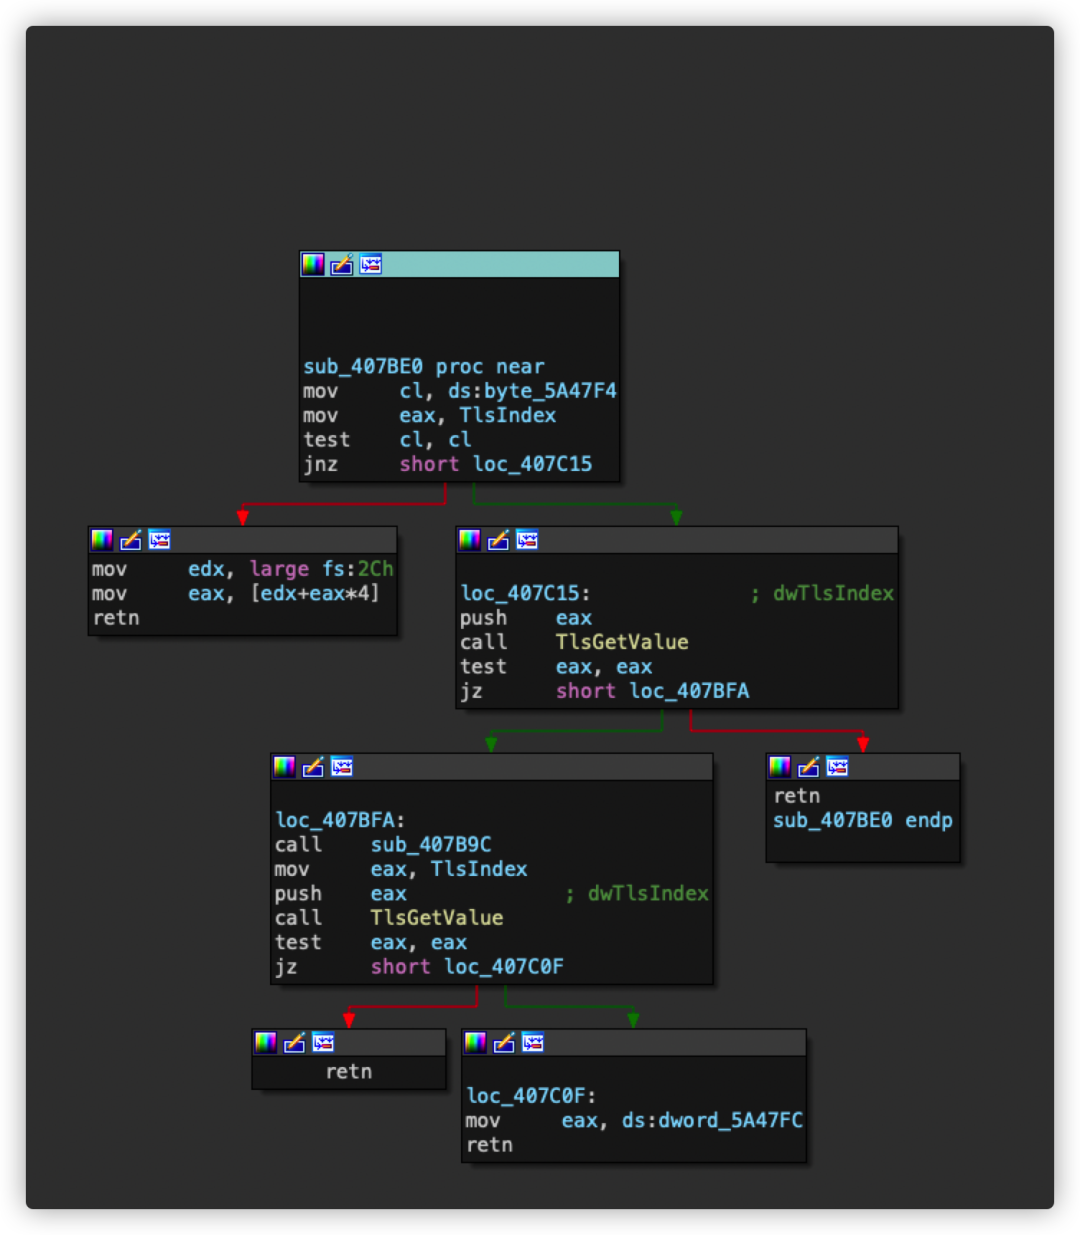 sub_407BE0 proc near
mov cl, ds:byte_5A47F4
mov eax, TlsIndex
test cl, cl
jnz short loc_407C15
mov edx, large fs:2Ch
mov eax, [edx+eax*4]
retn
loc_407C15: ; dwTlsIndex
push eax
call TlsGetValue
test eax, eax
jz short loc_407BFA
loc_407BFA:
call sub_407B9C
mov eax, TlsIndex
push eax ; dwTlsIndex
call TlsGetValue
test eax, eax
jz short loc_407C0F
retn
sub_407BE0 endp
retn
loc_407C0F:
mov eax, ds:dword_5A47FC
retn